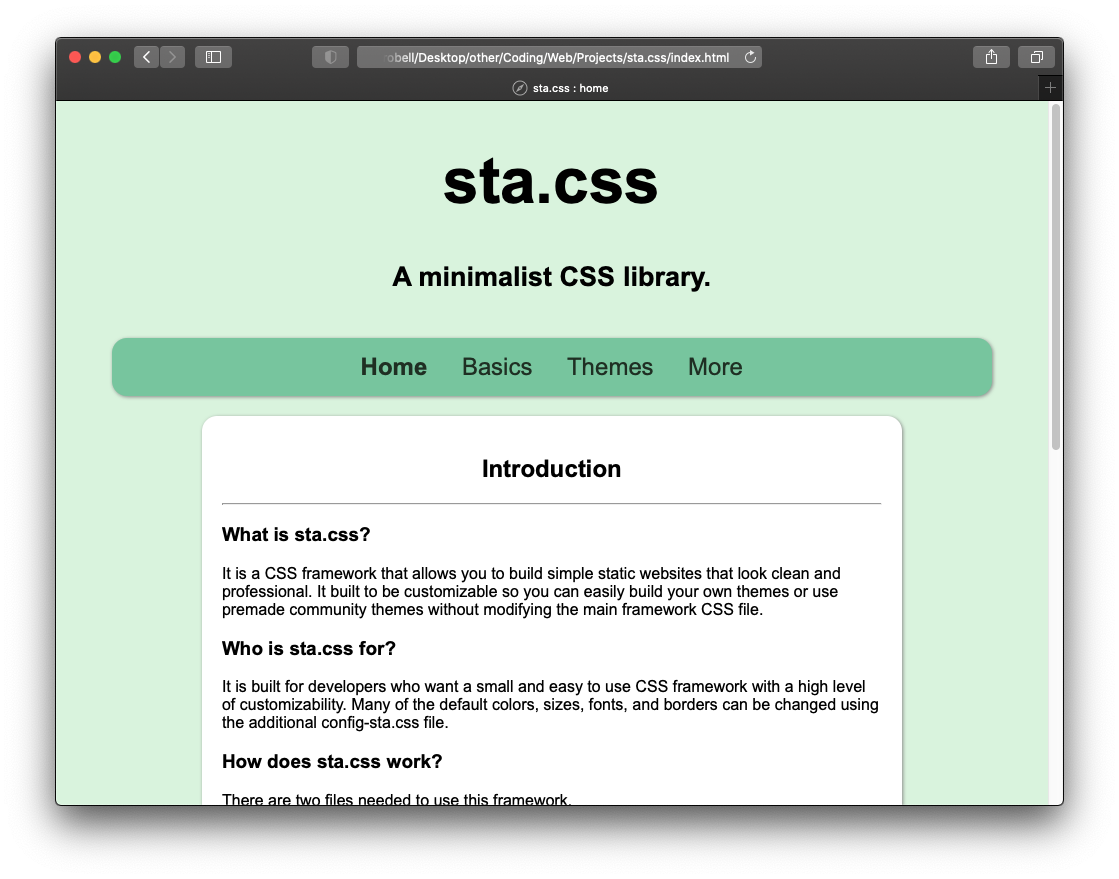 obell/Desktop/other/Coding/Web/Projects/sta.css/index.html
sta.css : home
sta.css
A minimalist CSS library.
Home Basics Themes More
Introduction
What is sta.css?
It is a CSS framework that allows you to build simple static websites that look clean and
professional. It built to be customizable so you can easily build your own themes or use
premade community themes without modifying the main framework CSS file.
Who is sta.css for?
It is built for developers who want a small and easy to use CSS framework with a high level
of customizability. Many of the default colors, sizes, fonts, and borders can be changed using
the additional config-sta.css file.
How does sta.css work?
There are two files needed to use this framework.